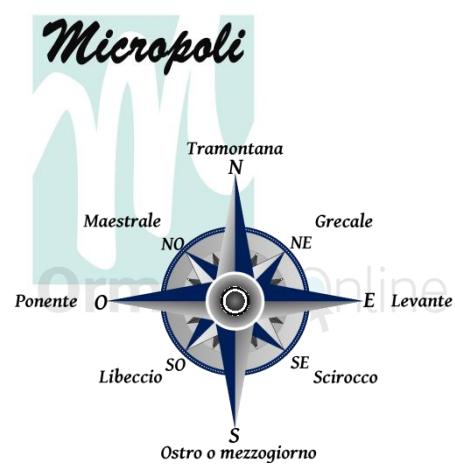 Micropoli
Tramontana
N
Maestrale
Grecale
NO
NE
Ponente
O
E
Levante
SO
SE
Libeccio
Scirocco
S
Ostro o mezzogiorno